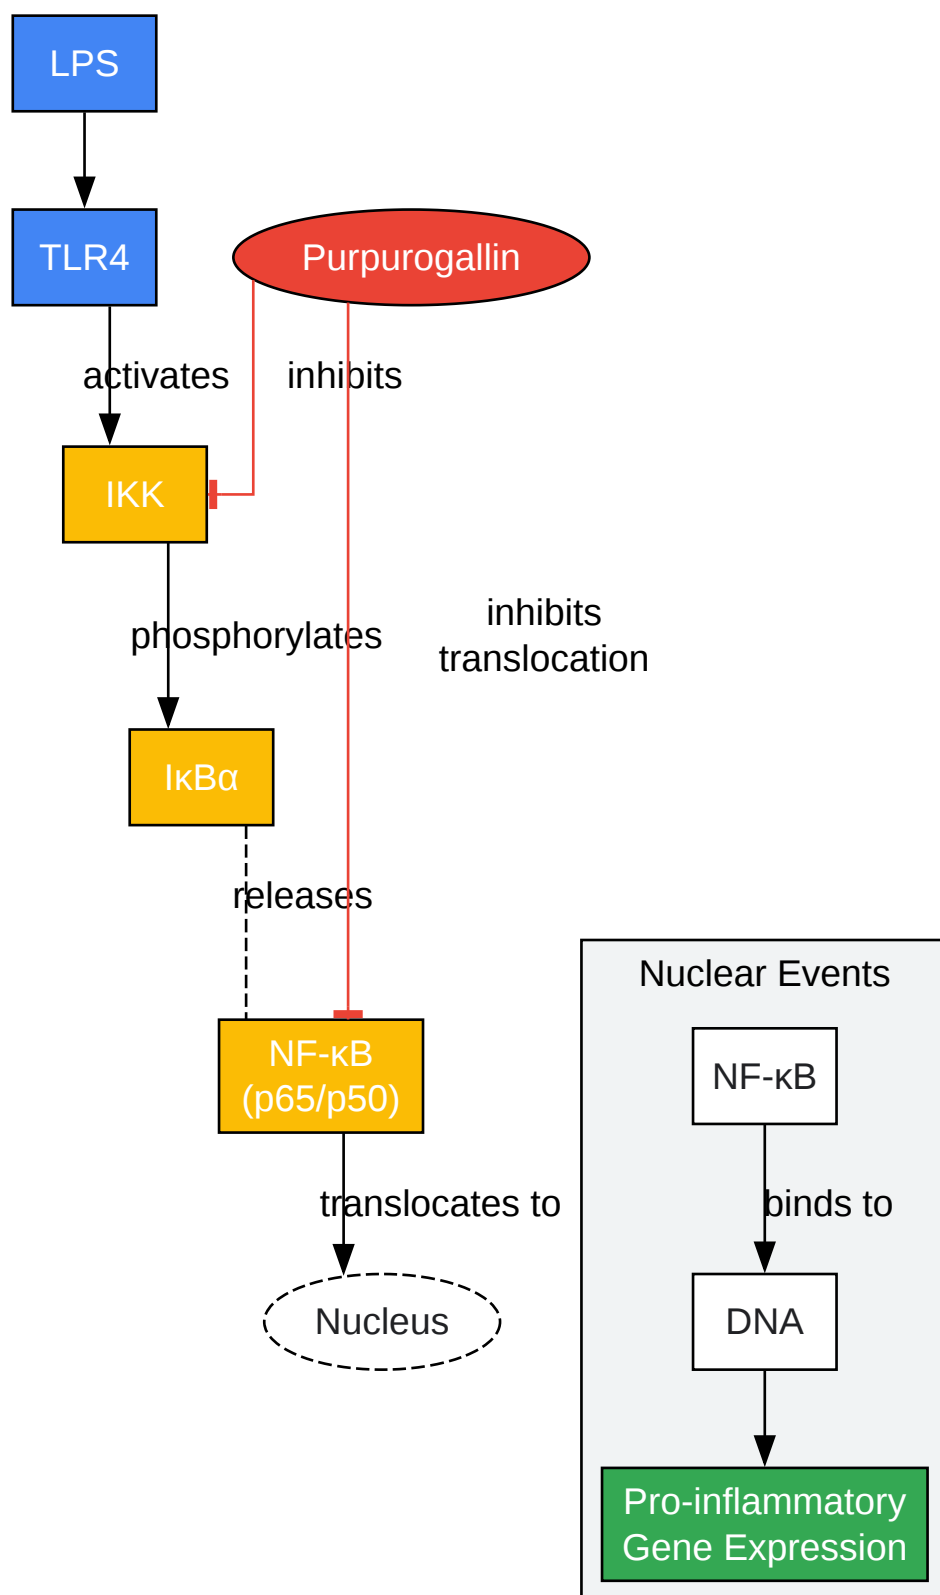 LPS
TLR4
Purpurogallin
activates
inhibits
IKK
phosphorylates
inhibits
translocation
IκBα
releases
NF-κB
(p65/p50)
translocates to
Nucleus
Nuclear Events
NF-κB
binds to
DNA
Pro-inflammatory
Gene Expression